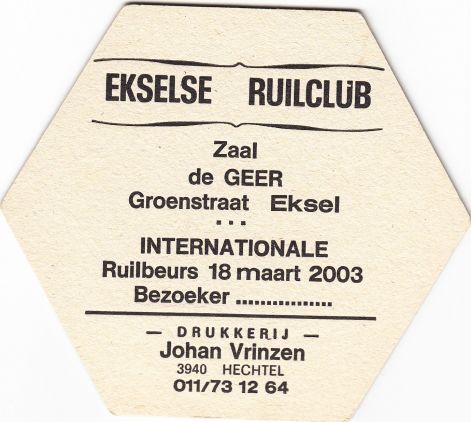 EKSELSE RUILCLUB
Zaal
de GEER
Groenstraat Eksel
...
INTERNATIONALE
Ruilbeurs 18 maart 2003
Bezoeker ................
— DRUKKERIJ —
Johan Vrinzen
3940 HECHTEL
011/73 12 64